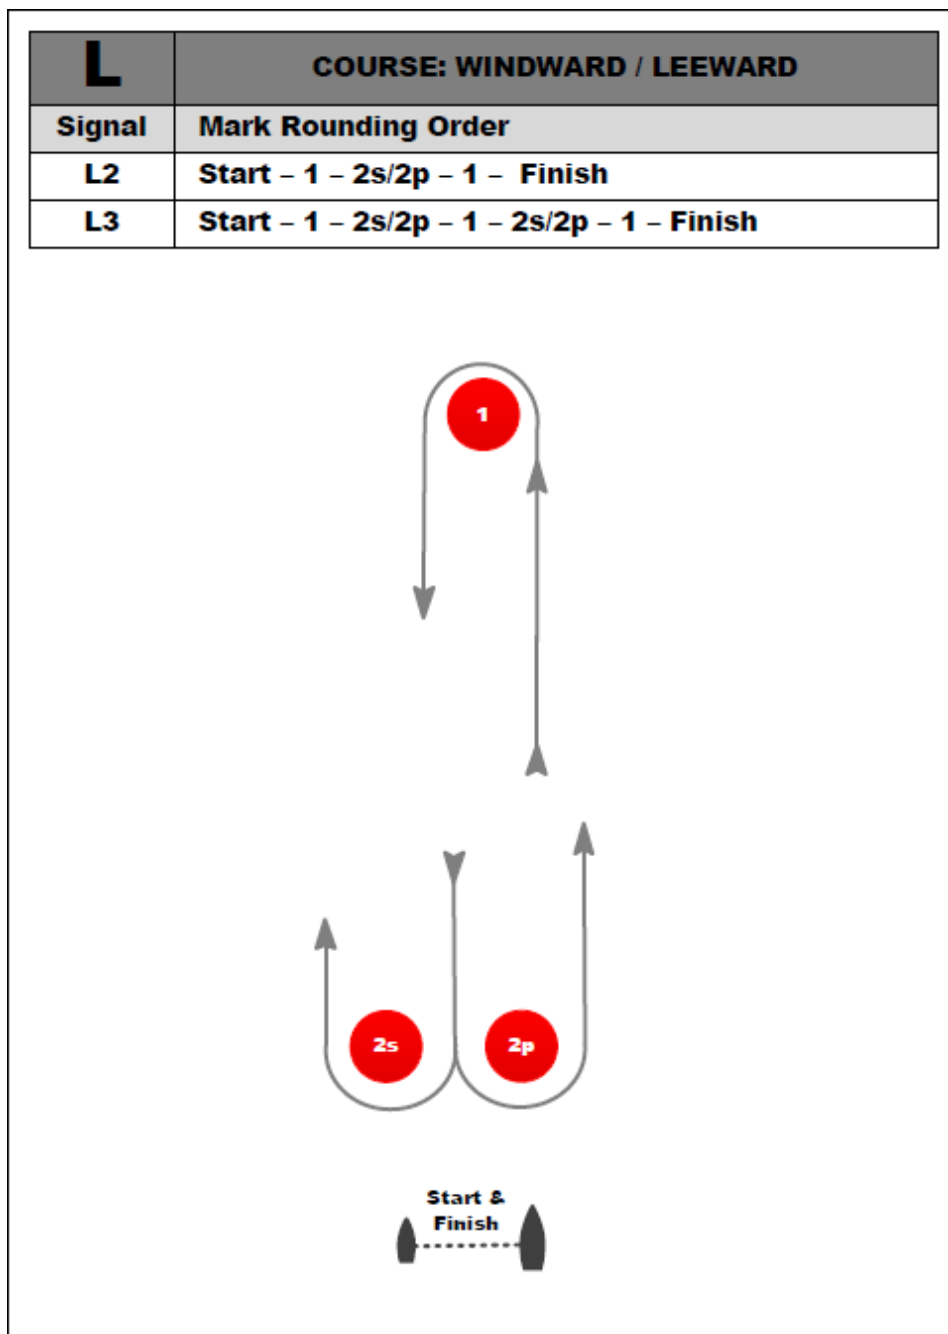 L COURSE: WINDWARD / LEEWARD
Signal Mark Rounding Order
L2 Start – 1 – 2s/2p – 1 – Finish
L3 Start – 1 – 2s/2p – 1 – 2s/2p – 1 – Finish
1
2s 2p
Start &
Finish